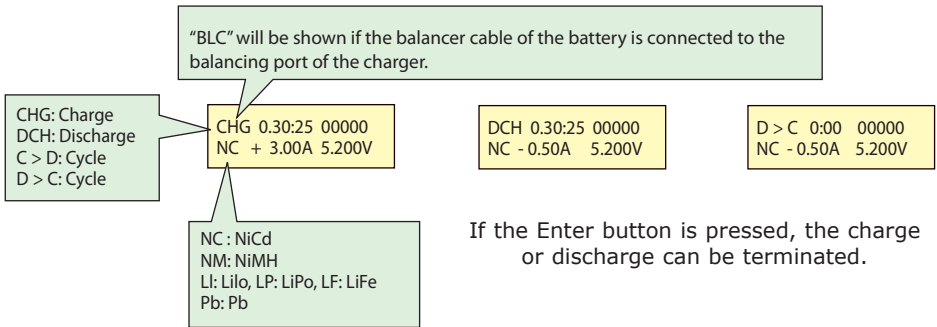 "BLC" will be shown if the balancer cable of the battery is connected to the
balancing port of the charger.
CHG: Charge
DCH: Discharge
C > D: Cycle
D > C: Cycle
CHG 0.30:25 00000
NC + 3.00A 5.200V
DCH 0.30:25 00000
NC - 0.50A 5.200V
D > C 0:00 00000
NC - 0.50A 5.200V
NC : NiCd
NM: NiMH
LI: LiIo, LP: LiPo, LF: LiFe
Pb: Pb
If the Enter button is pressed, the charge
or discharge can be terminated.